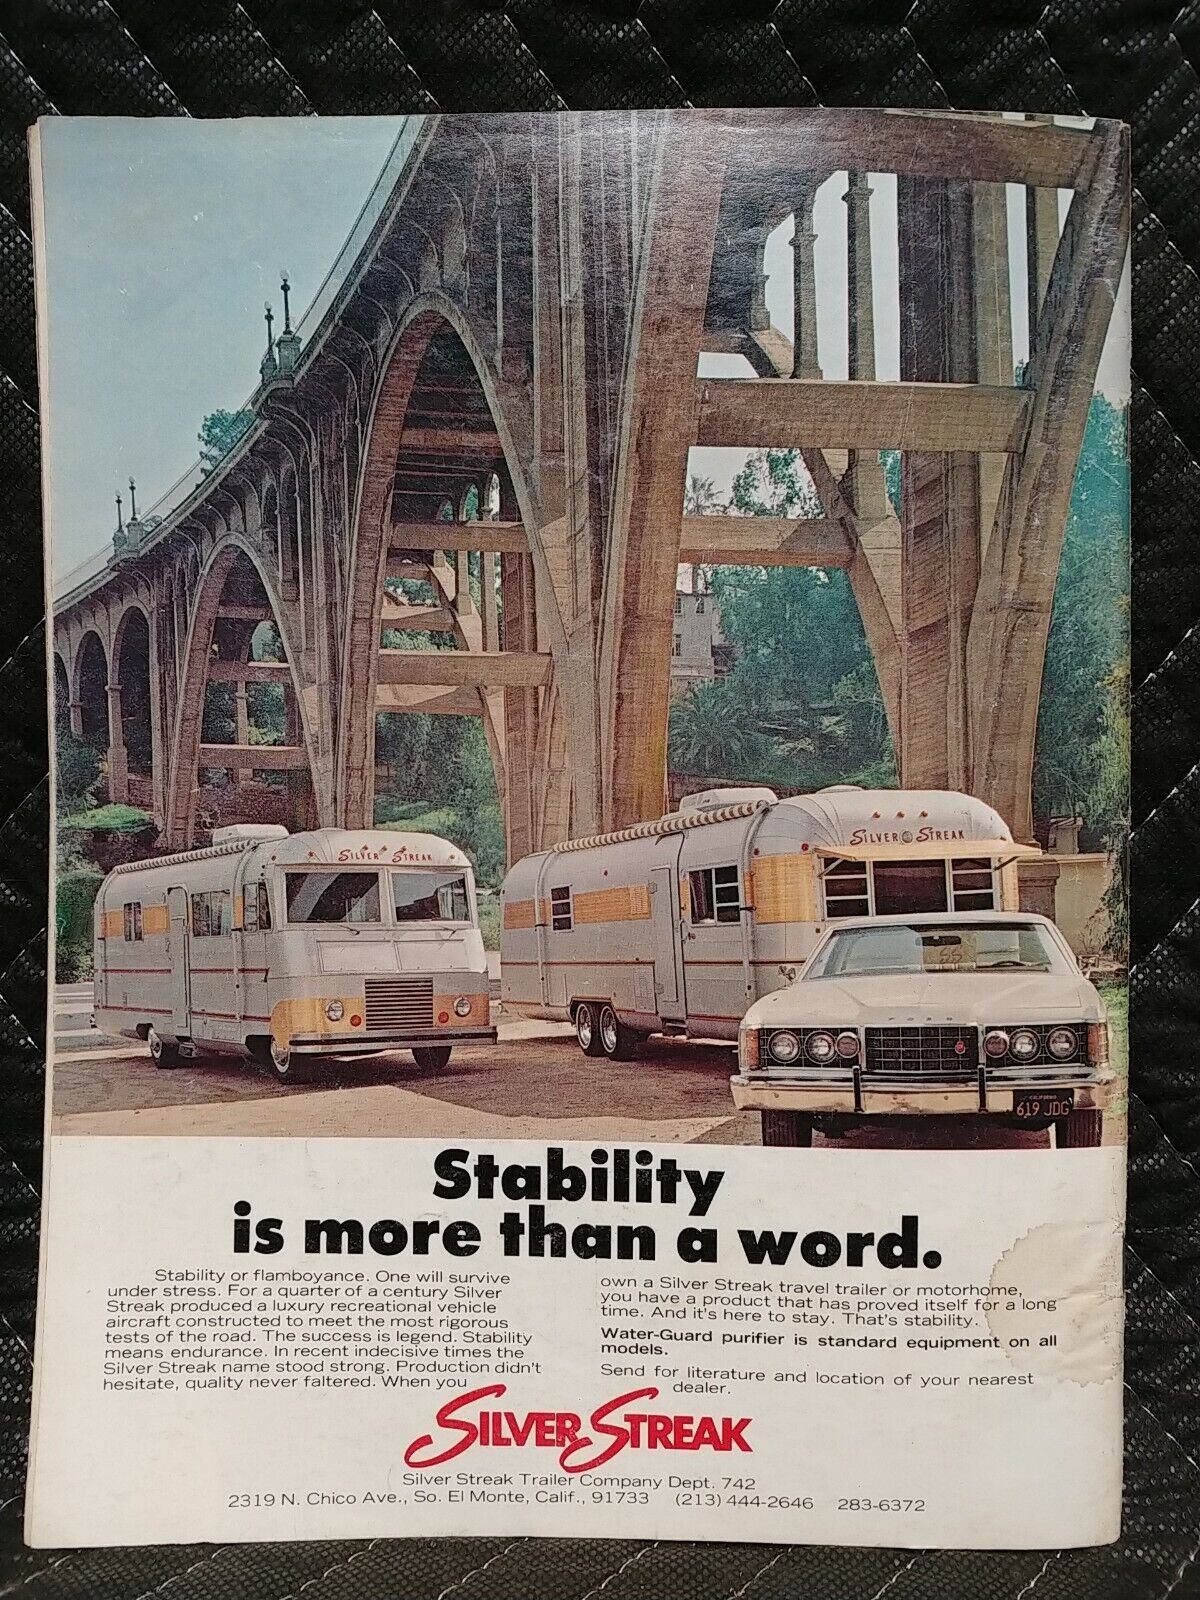 SILVER STREAK
SILVER STREAK
SS
FORD
CALIFORNIA
619 JDG
Stability
is more than a word.
Stability or flamboyance. One will survive
under stress. For a quarter of a century Silver
Streak produced a luxury recreational vehicle
aircraft constructed to meet the most rigorous
tests of the road. The success is legend. Stability
means endurance. In recent indecisive times the
Silver Streak name stood strong. Production didn't
hesitate, quality never faltered. When you
own a Silver Streak travel trailer or motorhome,
you have a product that has proved itself for a long
time. And it's here to stay. That's stability.
Water-Guard purifier is standard equipment on all
models.
Send for literature and location of your nearest
dealer.
SILVER STREAK
Silver Streak Trailer Company Dept. 742
2319 N. Chico Ave., So. El Monte, Calif., 91733 (213) 444-2646 283-6372